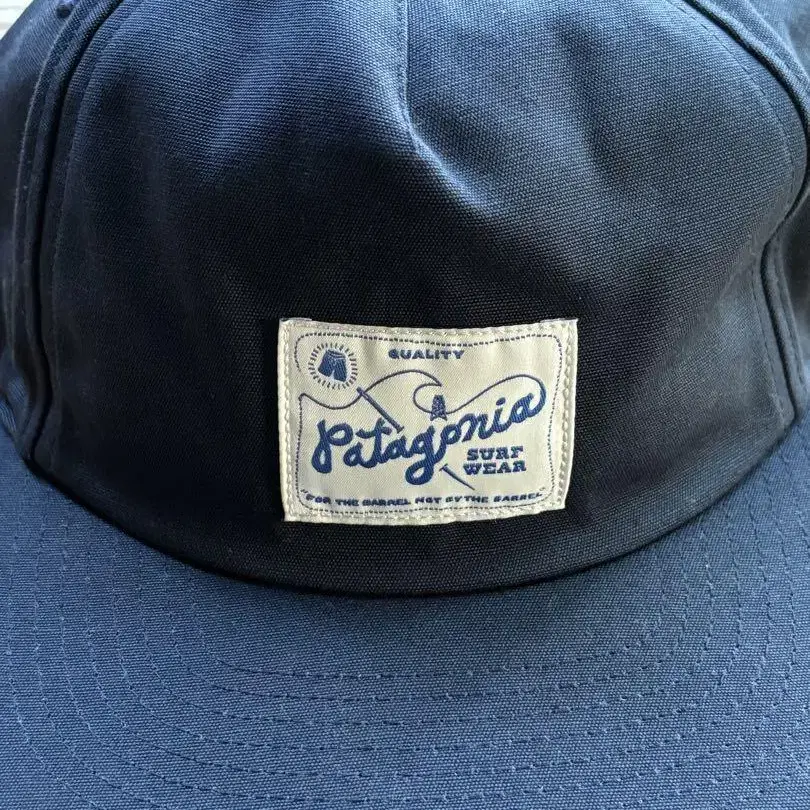 QUALITY
Patagonia
SURF
WEAR
"FOR THE BARREL NOT BY THE BARREL"